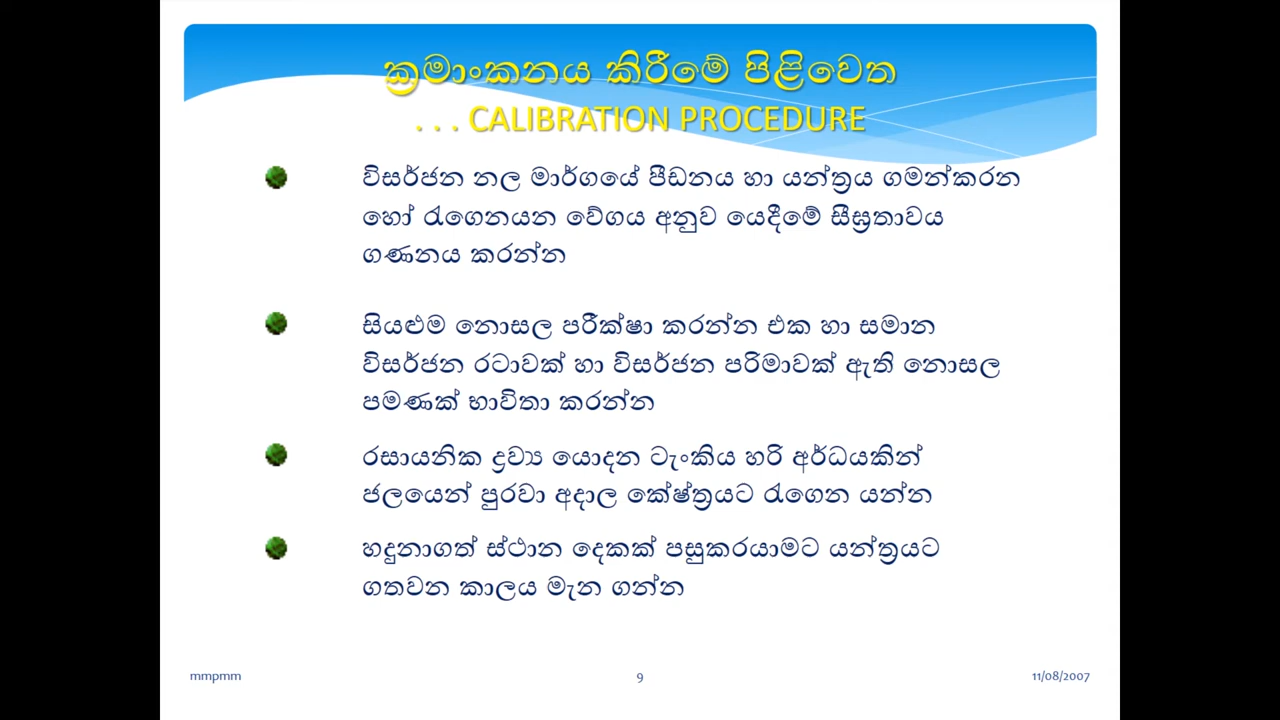 ක්‍රමාංකනය කිරීමේ පිළිවෙත
. . . CALIBRATION PROCEDURE
විසර්ජන නල මාර්ගයේ පීඩනය හා යන්ත්‍රය ගමන්කරන
හෝ රැගෙනයන වේගය අනුව යෙදීමේ සීඝ්‍රතාවය
ගණනය කරන්න
සියළුම නොසල පරීක්ෂා කරන්න එක හා සමාන
විසර්ජන රටාවක් හා විසර්ජන පරිමාවක් ඇති නොසල
පමණක් භාවිතා කරන්න
රසායනික ද්‍රව්‍ය යොදන ටැංකිය හරි අර්ධයකින්
ජලයෙන් පුරවා අදාල කේෂ්ත්‍රයට රැගෙන යන්න
හදුනාගත් ස්ථාන දෙකක් පසුකරයාමට යන්ත්‍රයට
ගතවන කාලය මැන ගන්න
mmpmm
9
11/08/2007